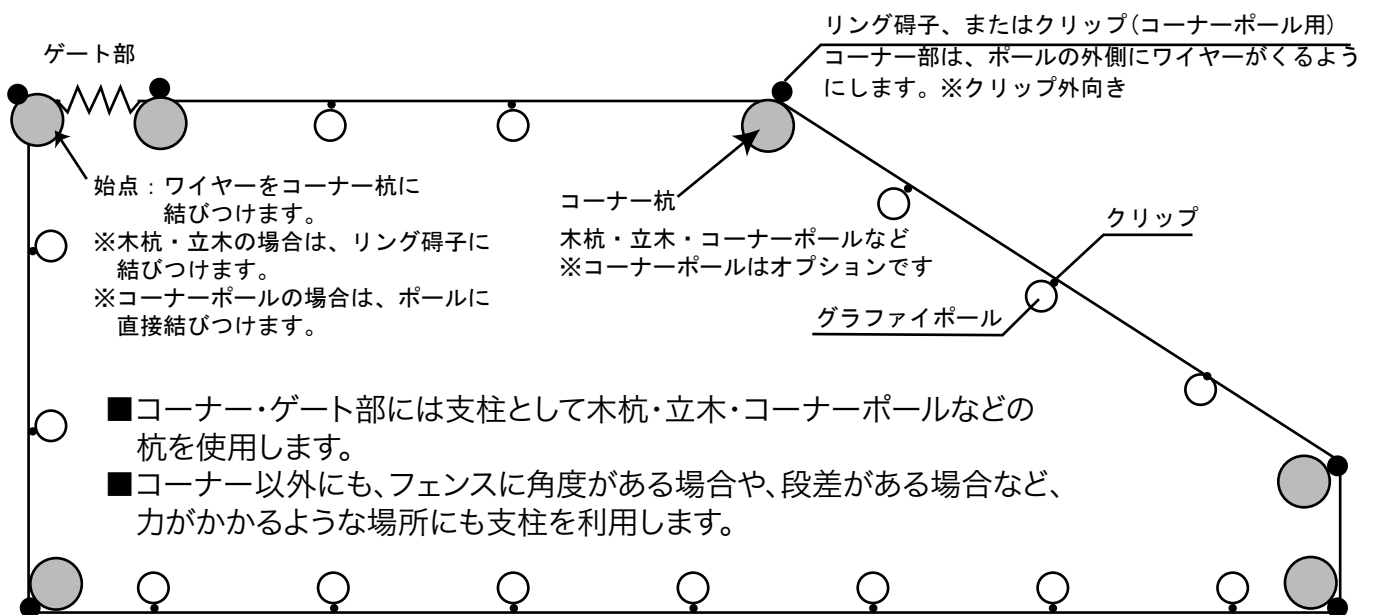 リング碍子、またはクリップ(コーナーポール用)
コーナー部は、ポールの外側にワイヤーがくるよう
にします。※クリップ外向き
ゲート部
始点：ワイヤーをコーナー杭に
結びつけます。
※木杭・立木の場合は、リング碍子に
結びつけます。
※コーナーポールの場合は、ポールに
直接結びつけます。
コーナー杭
木杭・立木・コーナーポールなど
※コーナーポールはオプションです
クリップ
グラファイポール
■コーナー・ゲート部には支柱として木杭・立木・コーナーポールなどの
杭を使用します。
■コーナー以外にも、フェンスに角度がある場合や、段差がある場合など、
力がかかるような場所にも支柱を利用します。